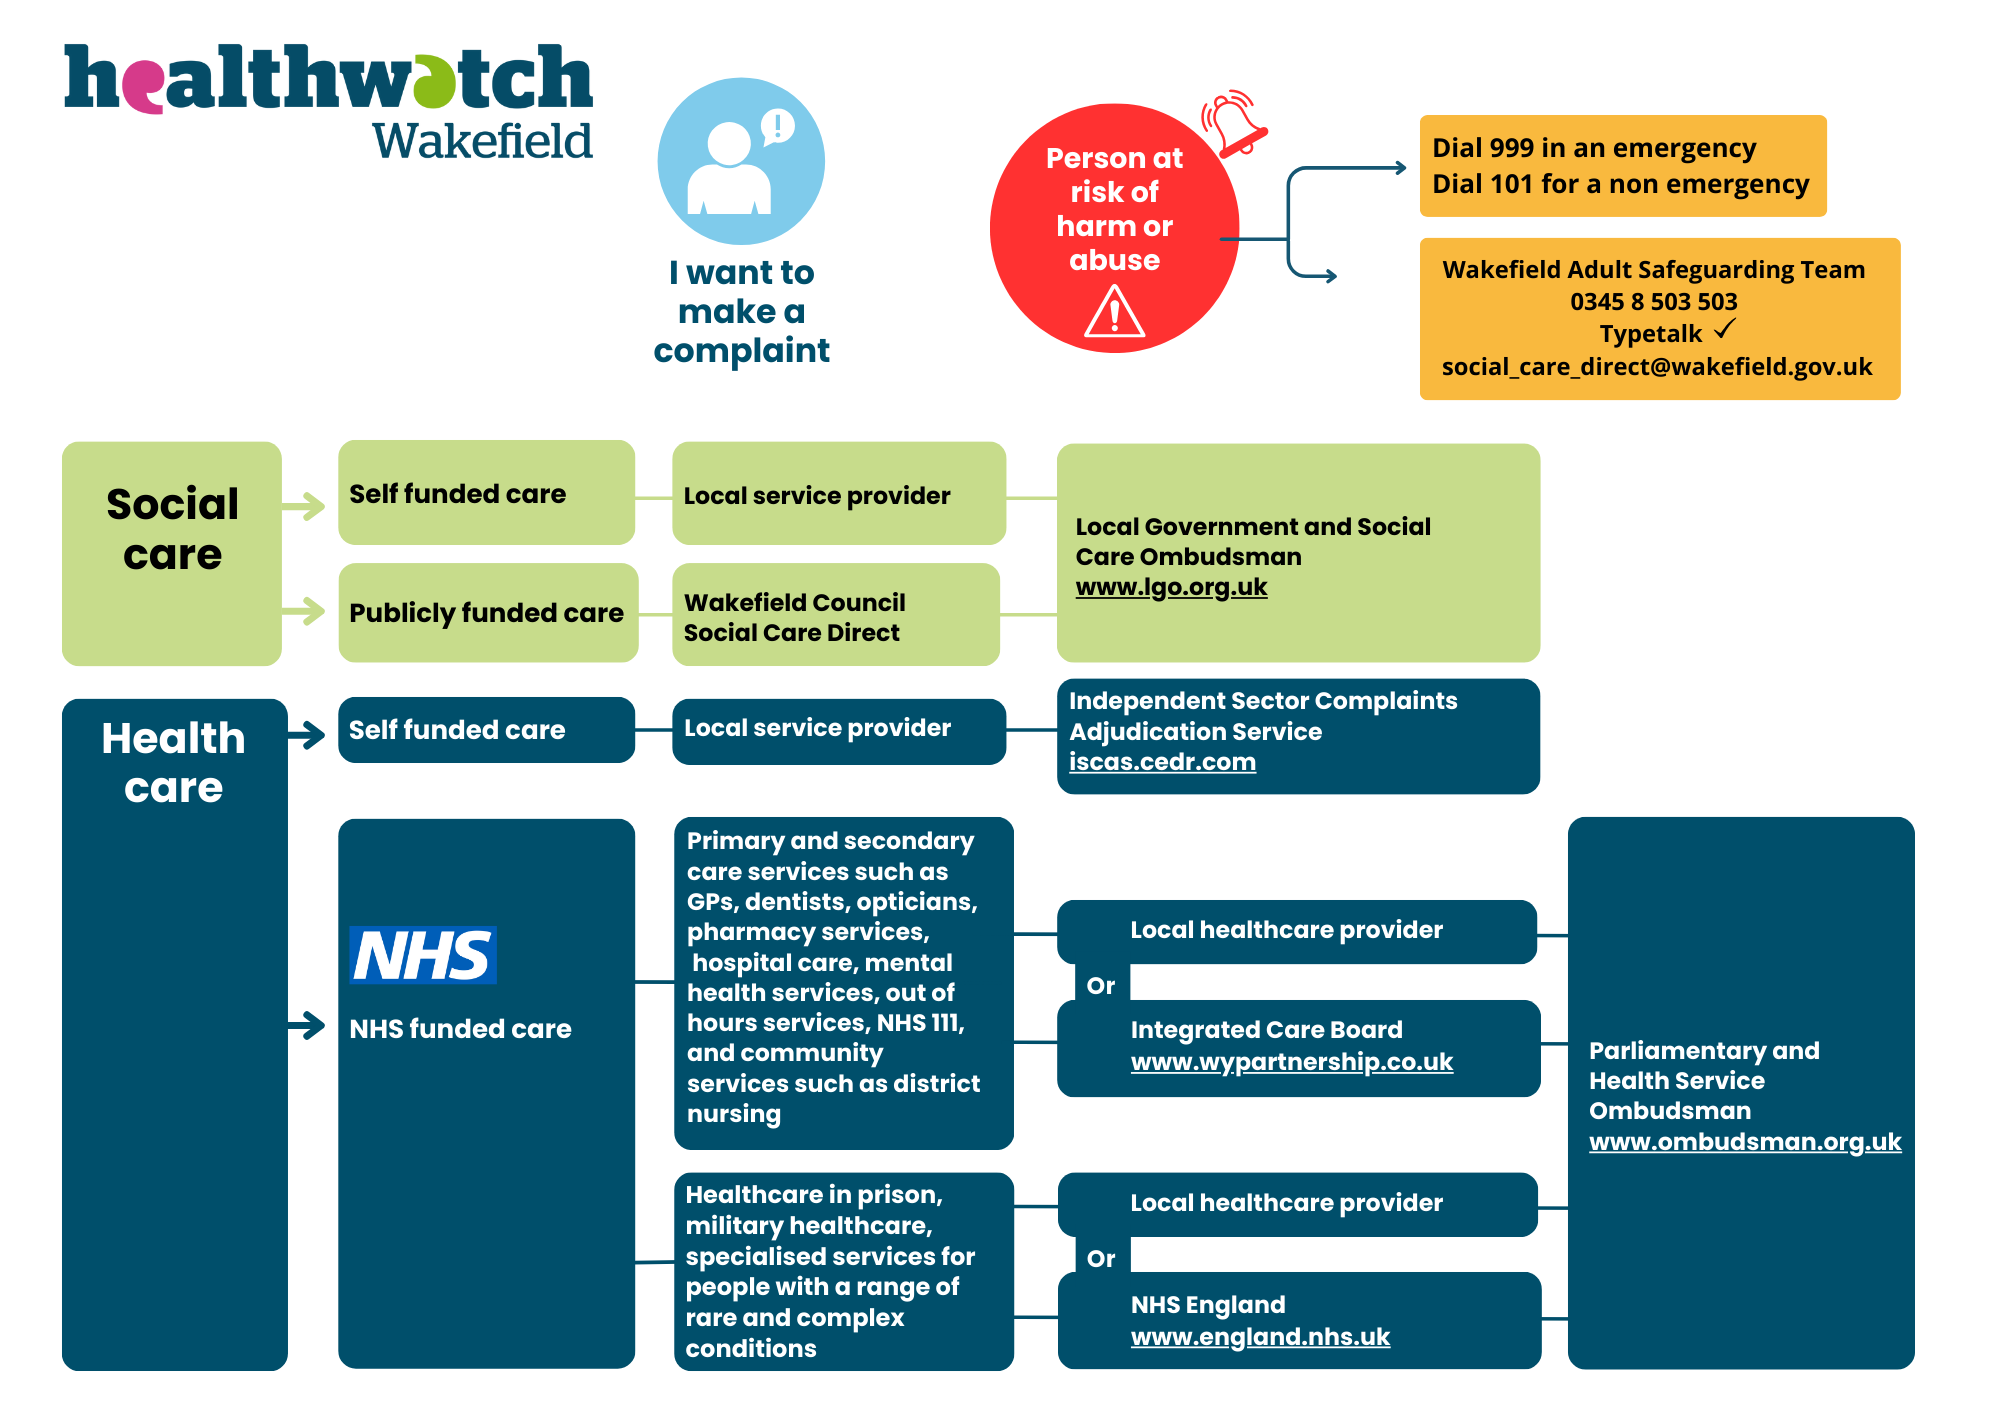 healthwatch
Wakefield
I want to
make a
complaint
Person at
risk of
harm or
abuse
Dial 999 in an emergency
Dial 101 for a non emergency
Wakefield Adult Safeguarding Team
0345 8 503 503
Typetalk ✓
social_care_direct@wakefield.gov.uk
Social
care
Self funded care
Local service provider
Publicly funded care
Wakefield Council
Social Care Direct
Local Government and Social
Care Ombudsman
www.lgo.org.uk
Health
care
Self funded care
Local service provider
Independent Sector Complaints
Adjudication Service
iscas.cedr.com
NHS
NHS funded care
Primary and secondary
care services such as
GPs, dentists, opticians,
pharmacy services,
hospital care, mental
health services, out of
hours services, NHS 111,
and community
services such as district
nursing
Local healthcare provider
Or
Integrated Care Board
www.wypartnership.co.uk
Healthcare in prison,
military healthcare,
specialised services for
people with a range of
rare and complex
conditions
Local healthcare provider
Or
NHS England
www.england.nhs.uk
Parliamentary and
Health Service
Ombudsman
www.ombudsman.org.uk